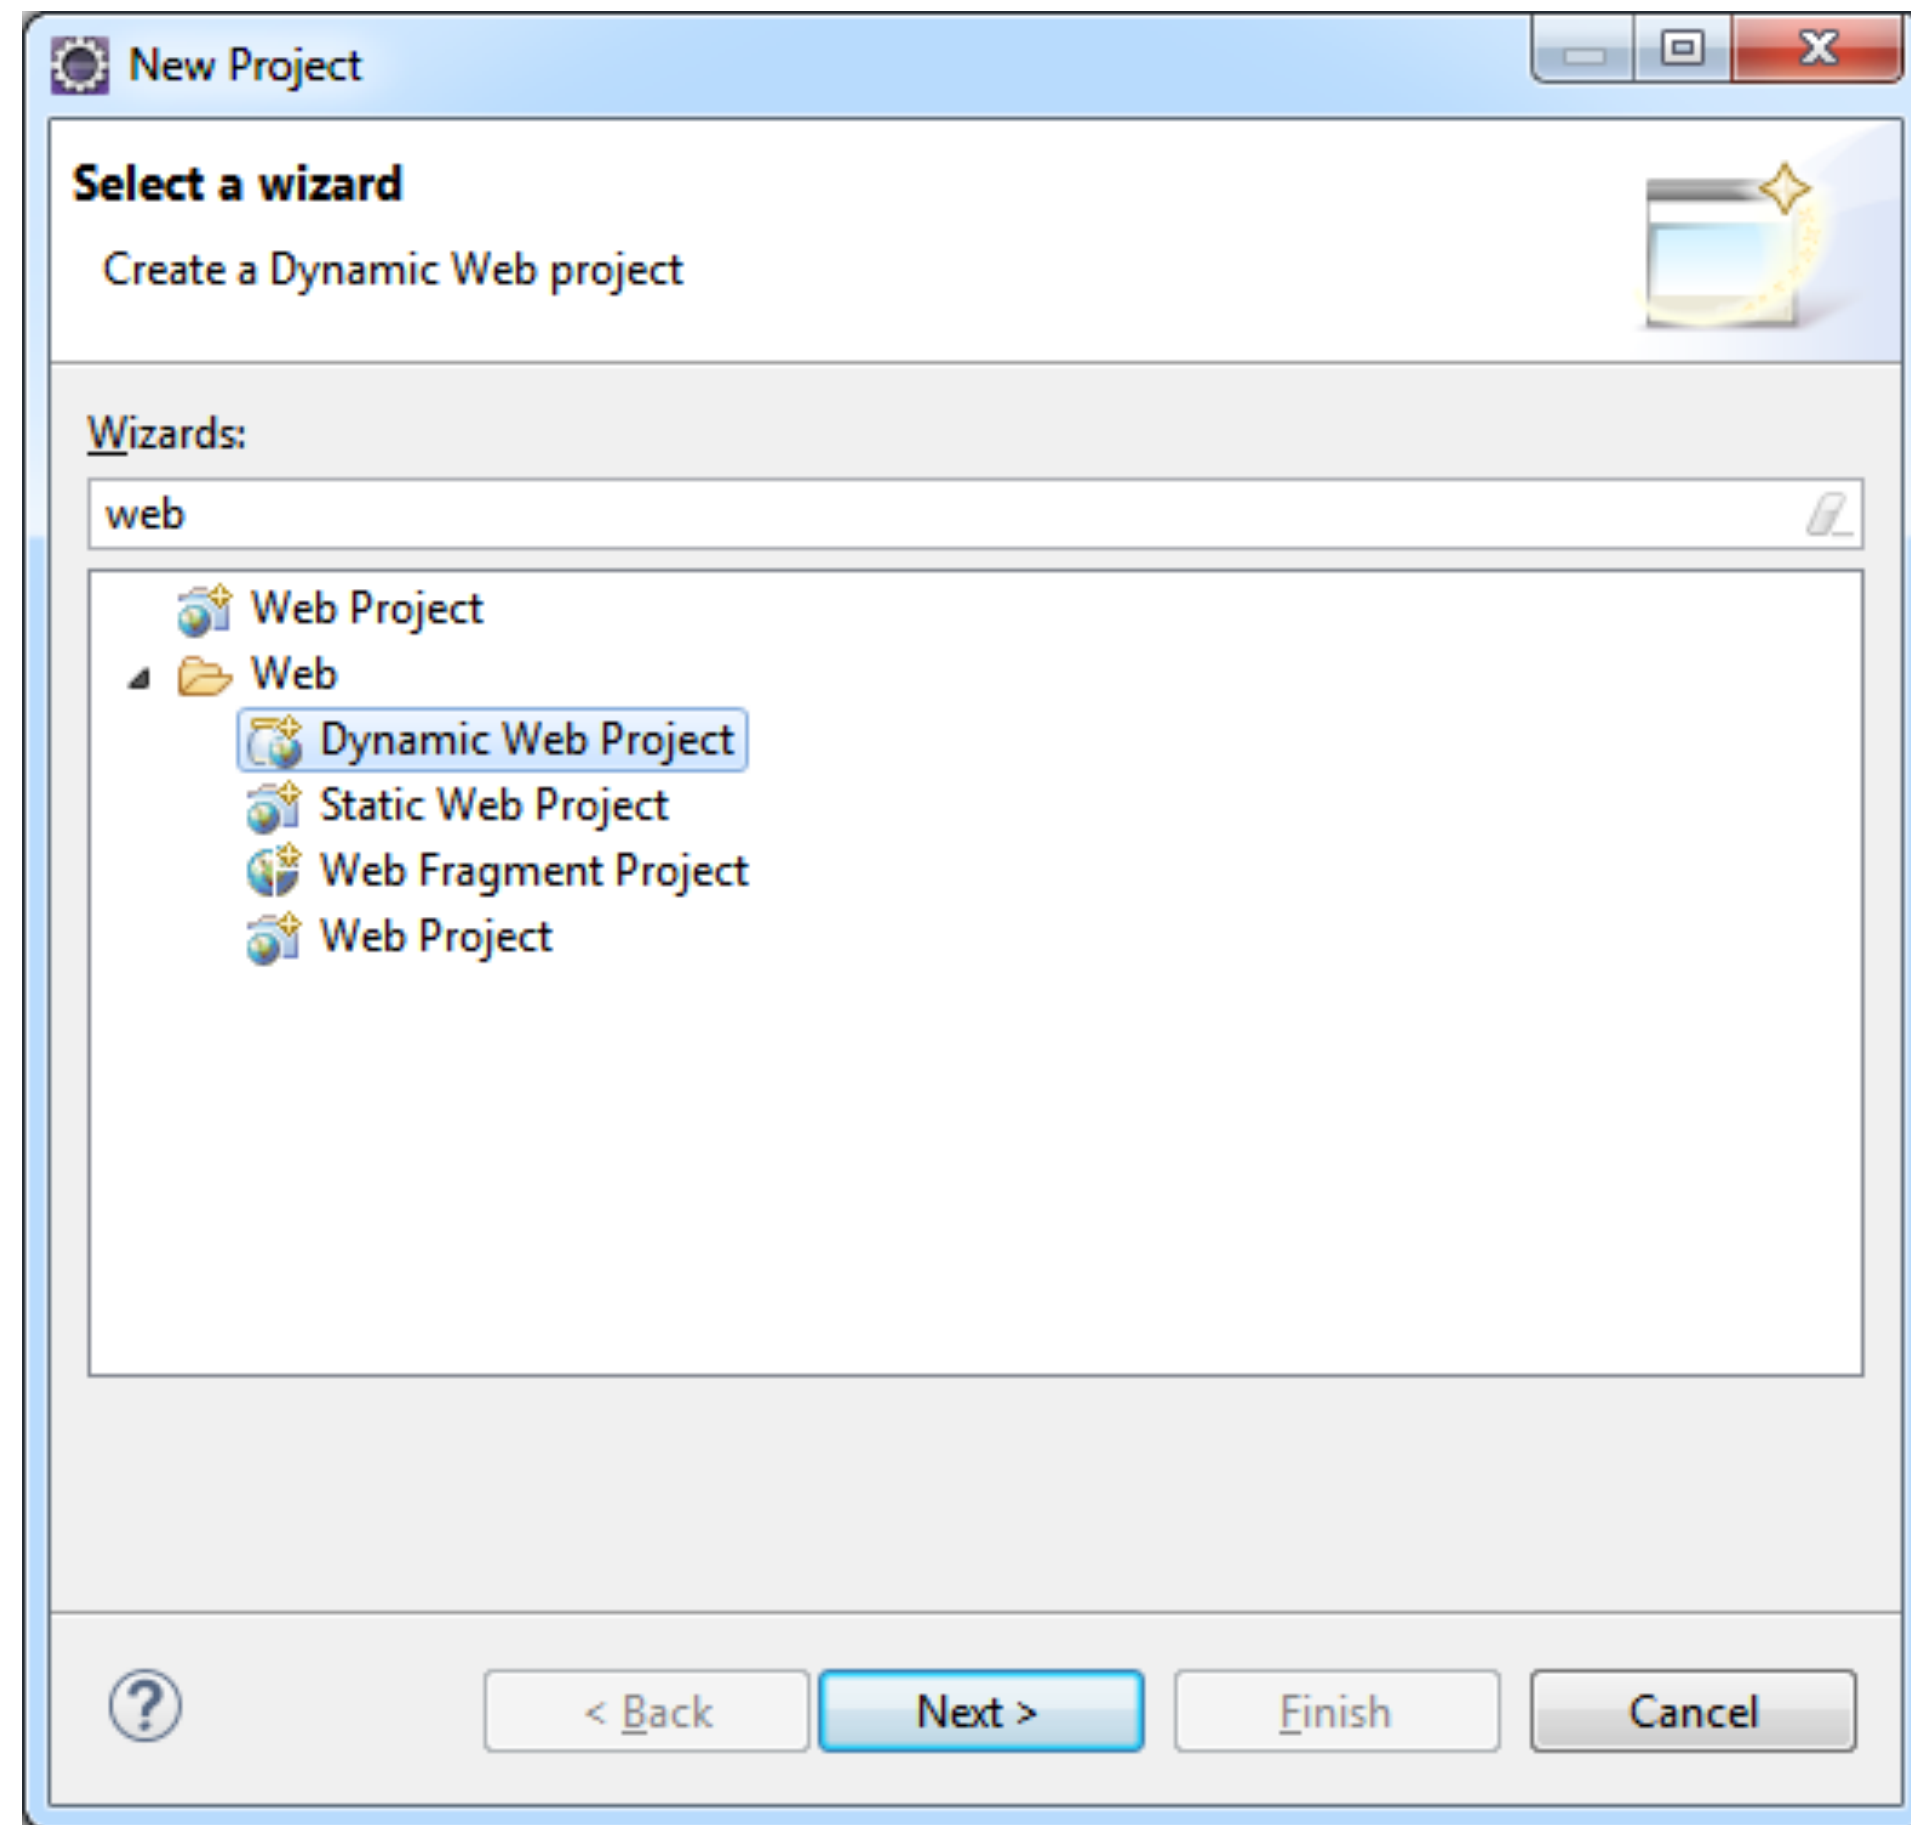 New Project
Select a wizard
Create a Dynamic Web project
Wizards:
web
Web Project
Web
Dynamic Web Project
Static Web Project
Web Fragment Project
Web Project
? < Back Next > Finish Cancel